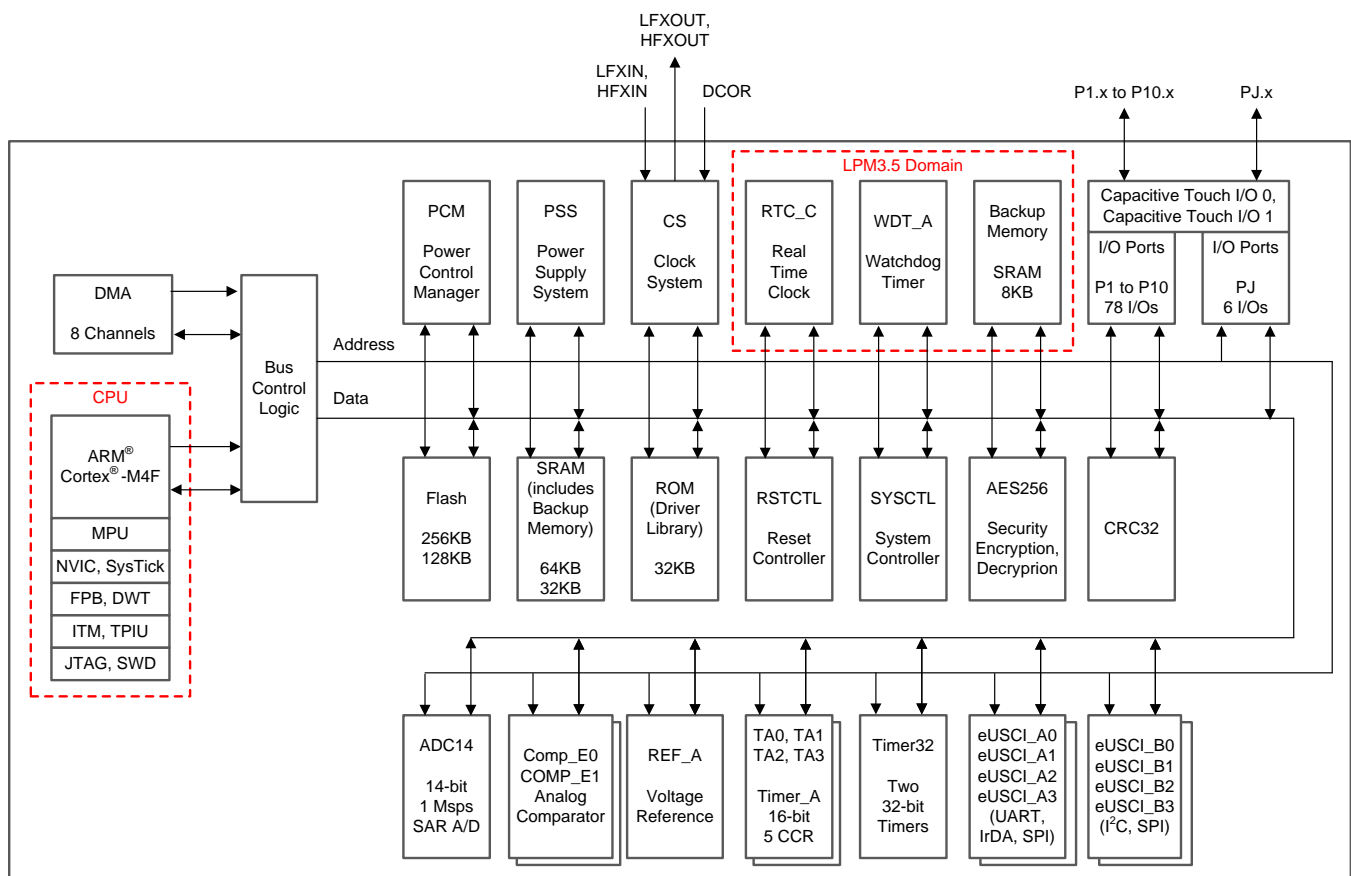 LFXOUT,
HFXOUT
LFXIN,
HFXIN
DCOR
P1.x to P10.x
PJ.x
LPM3.5 Domain
PCM
Power
Control
Manager
PSS
Power
Supply
System
CS
Clock
System
RTC_C
Real
Time
Clock
WDT_A
Watchdog
Timer
Backup
Memory
SRAM
8KB
Capacitive Touch I/O 0,
Capacitive Touch I/O 1
I/O Ports
P1 to P10
78 I/Os
I/O Ports
PJ
6 I/Os
DMA
8 Channels
Bus
Control
Logic
Address
Data
CPU
ARM®
Cortex® -M4F
MPU
NVIC, SysTick
FPB, DWT
ITM, TPIU
JTAG, SWD
Flash
256KB
128KB
SRAM
(includes
Backup
Memory)
64KB
32KB
ROM
(Driver
Library)
32KB
RSTCTL
Reset
Controller
SYSCTL
System
Controller
AES256
Security
Encryption,
Decryprion
CRC32
ADC14
14-bit
1 Msps
SAR A/D
Comp_E0
COMP_E1
Analog
Comparator
REF_A
Voltage
Reference
TA0, TA1
TA2, TA3
Timer_A
16-bit
5 CCR
Timer32
Two
32-bit
Timers
eUSCI_A0
eUSCI_A1
eUSCI_A2
eUSCI_A3
(UART,
IrDA, SPI)
eUSCI_B0
eUSCI_B1
eUSCI_B2
eUSCI_B3
(I²C, SPI)